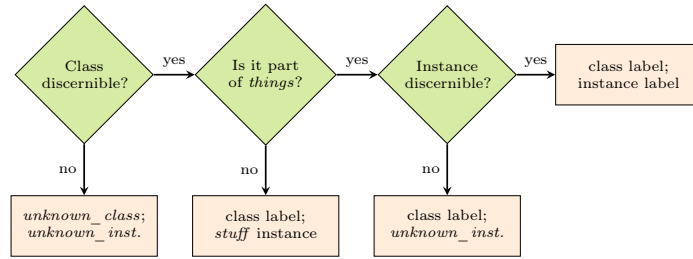 Class
discernible?
yes
Is it part
of things?
yes
Instance
discernible?
yes
class label;
instance label
no
no
no
unknown_class;
unknown_inst.
class label;
stuff instance
class label;
unknown_inst.